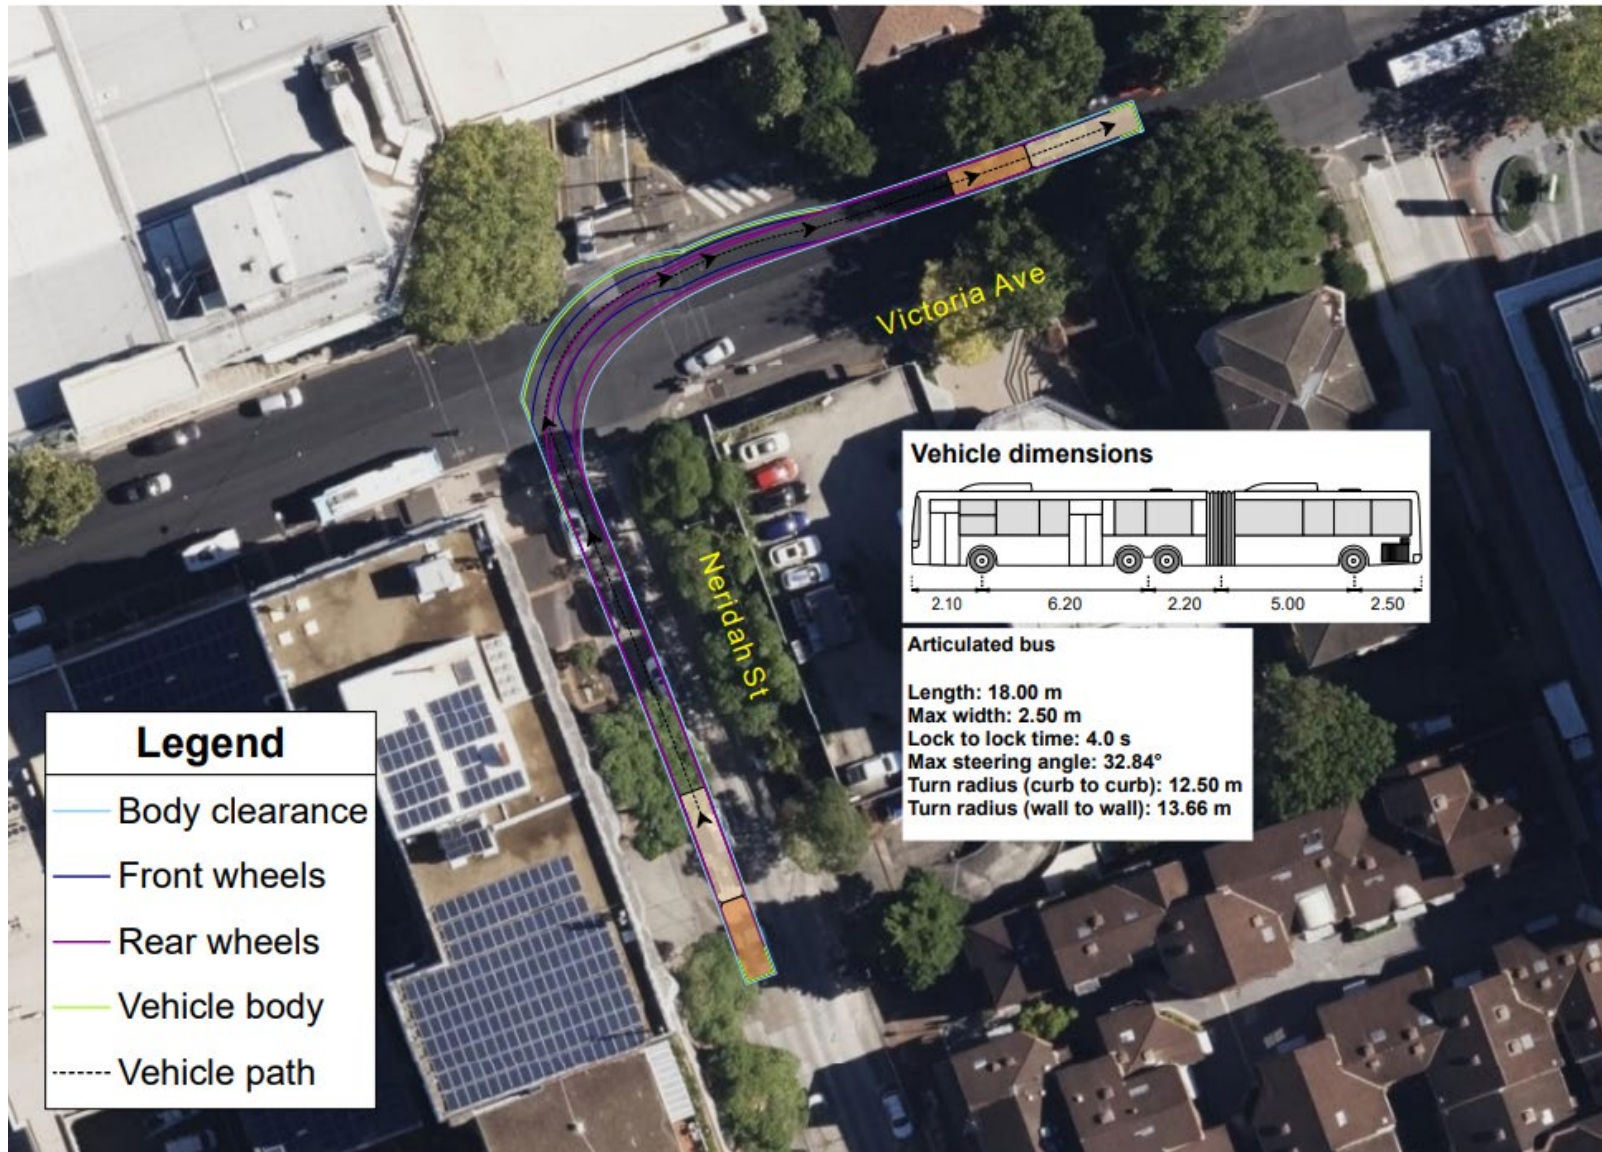 Victoria Ave
Neridah St
Vehicle dimensions
2.10 6.20 2.20 5.00 2.50
Articulated bus
Length: 18.00 m
Max width: 2.50 m
Lock to lock time: 4.0 s
Max steering angle: 32.84°
Turn radius (curb to curb): 12.50 m
Turn radius (wall to wall): 13.66 m
Legend
Body clearance
Front wheels
Rear wheels
Vehicle body
Vehicle path